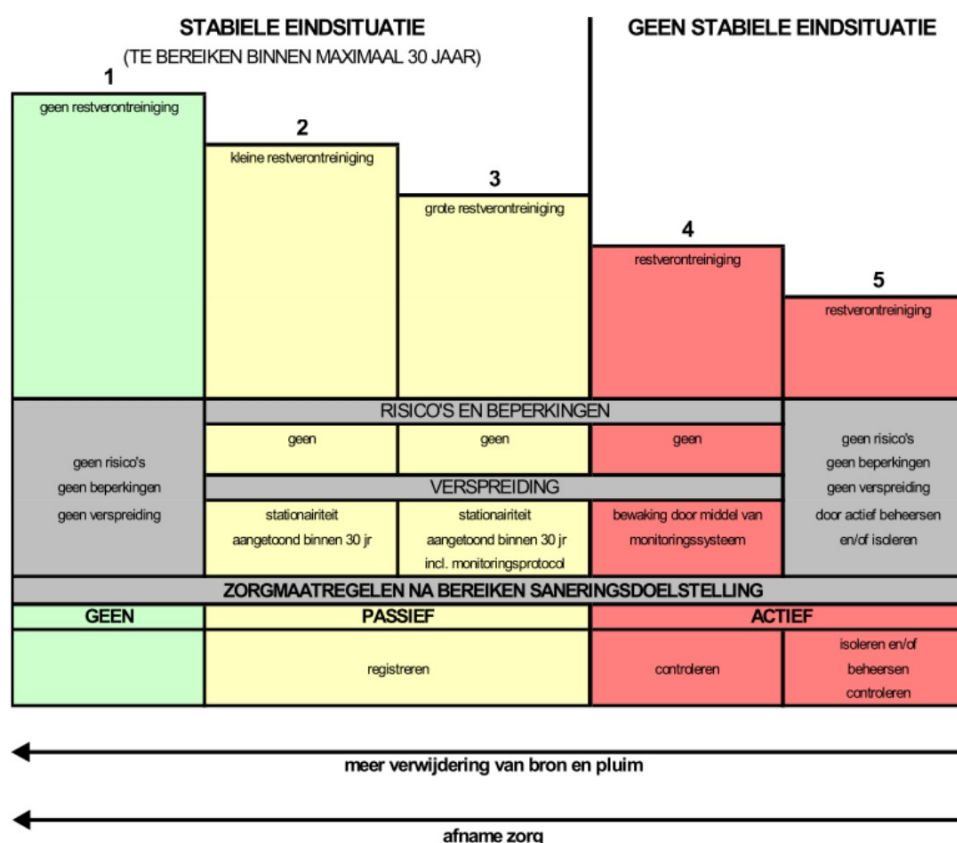 STABIELE EINDSITUATIE
(TE BEREIKEN BINNEN MAXIMAAL 30 JAAR)
GEEN STABIELE EINDSITUATIE
1
geen restverontreiniging
2
kleine restverontreiniging
3
grote restverontreiniging
4
restverontreiniging
5
restverontreiniging
RISICO'S EN BEPERKINGEN
geen
geen
geen
geen risico's
geen beperkingen
geen verspreiding
VERSPREIDING
stationairiteit
aangetoond binnen 30 jr
stationairiteit
aangetoond binnen 30 jr
incl. monitoringsprotocol
bewaking door middel van
monitoringssysteem
geen risico's
geen beperkingen
geen verspreiding
door actief beheersen
en/of isoleren
ZORGMAATREGELEN NA BEREIKEN SANERINGSDOELSTELLING
GEEN
PASSIEF
ACTIEF
registreren
controleren
isoleren en/of
beheersen
controleren
meer verwijdering van bron en pluim
afname zorg